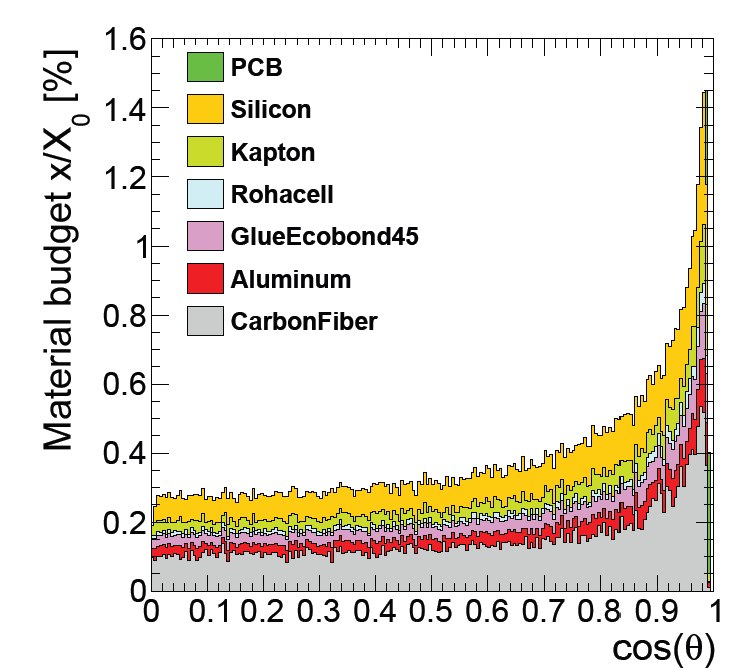 Material budget x/X0 [%]
1.6
1.4
1.2
1
0.8
0.6
0.4
0.2
0
PCB
Silicon
Kapton
Rohacell
GlueEcobond45
Aluminum
CarbonFiber
0 0.1 0.2 0.3 0.4 0.5 0.6 0.7 0.8 0.9 1
cos(θ)